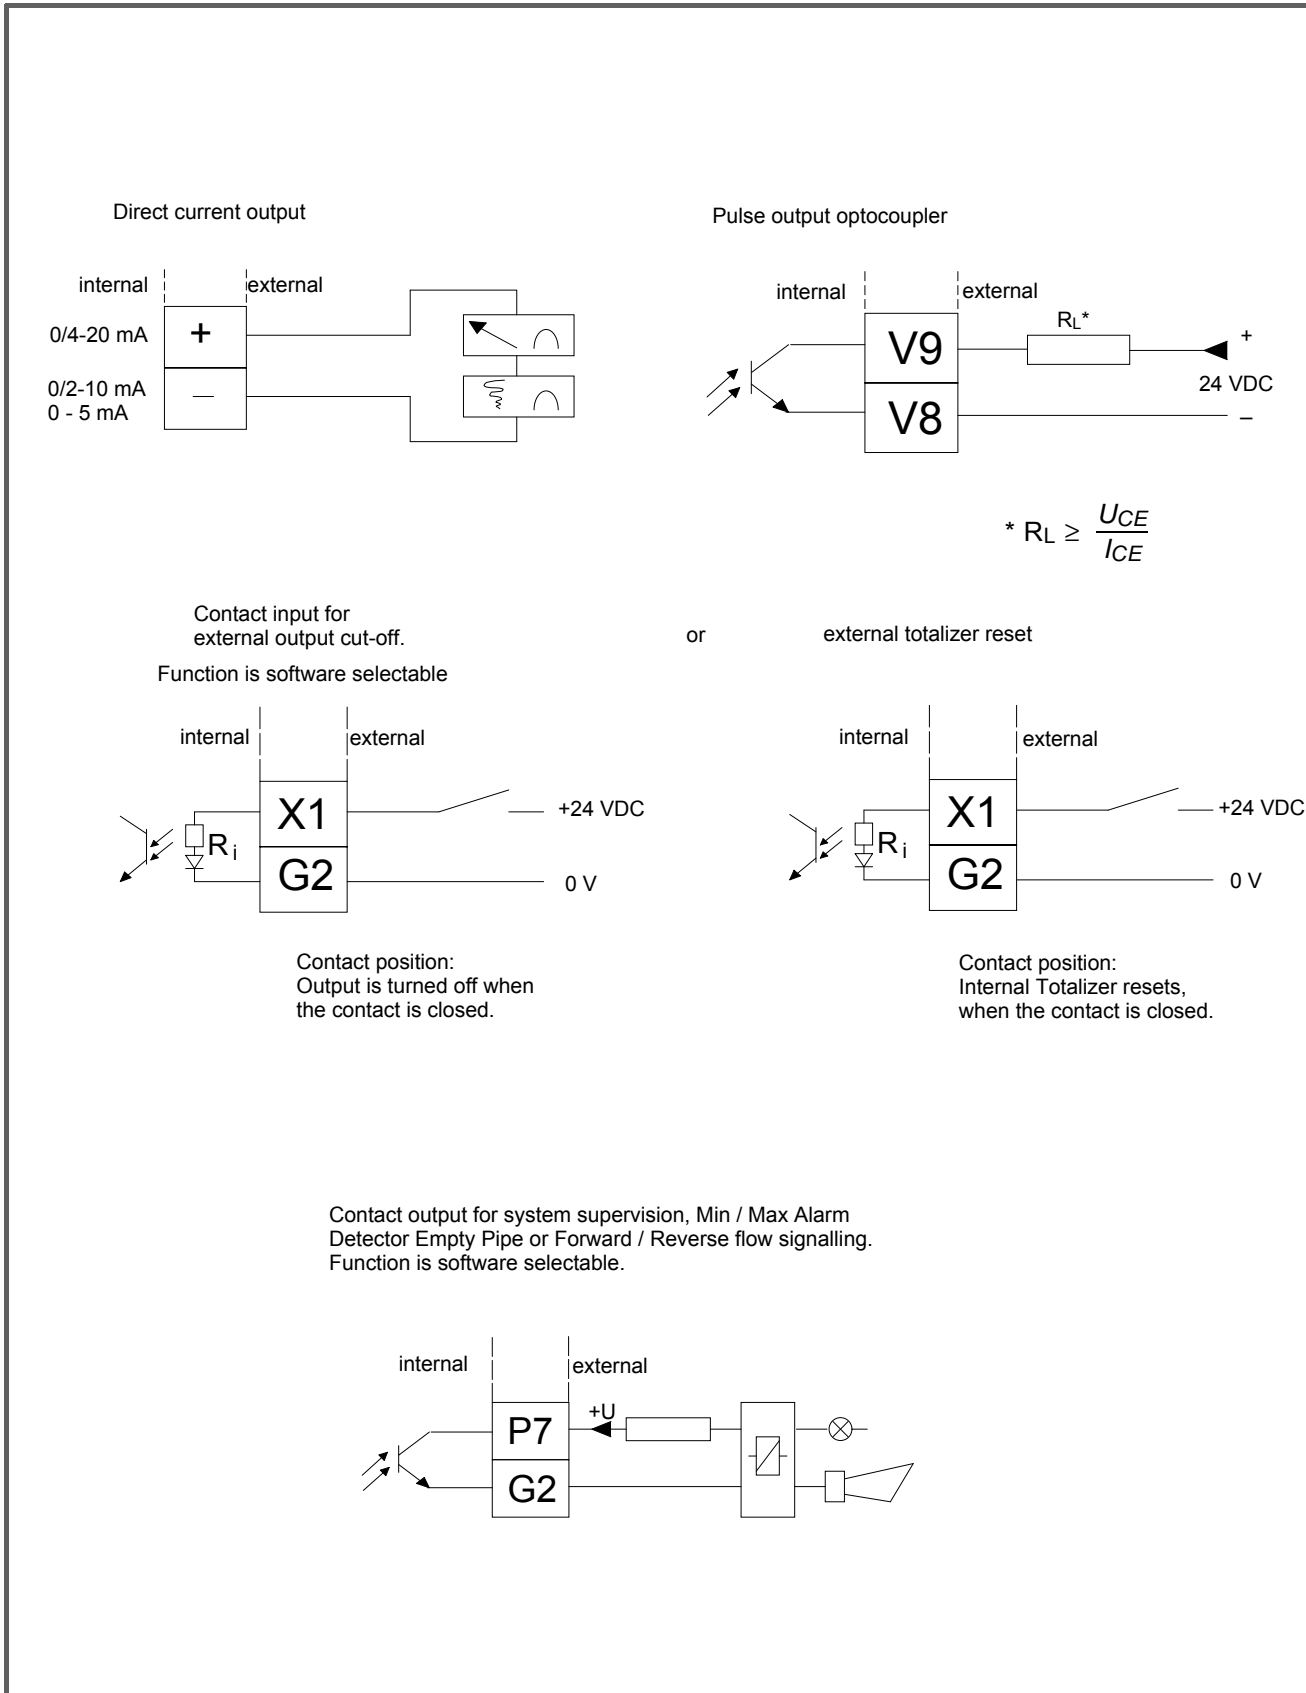 Direct current output
internal
external
0/4-20 mA
+
0/2-10 mA
0 - 5 mA
–
Pulse output optocoupler
internal
external
V9
RL*
+
24 VDC
V8
–
* RL ≥ UCE
ICE
Contact input for
external output cut-off.
Function is software selectable
or
external totalizer reset
internal
external
X1
+24 VDC
Ri
G2
0 V
Contact position:
Output is turned off when
the contact is closed.
internal
external
X1
+24 VDC
Ri
G2
0 V
Contact position:
Internal Totalizer resets,
when the contact is closed.
Contact output for system supervision, Min / Max Alarm
Detector Empty Pipe or Forward / Reverse flow signalling.
Function is software selectable.
internal
external
P7
+U
G2